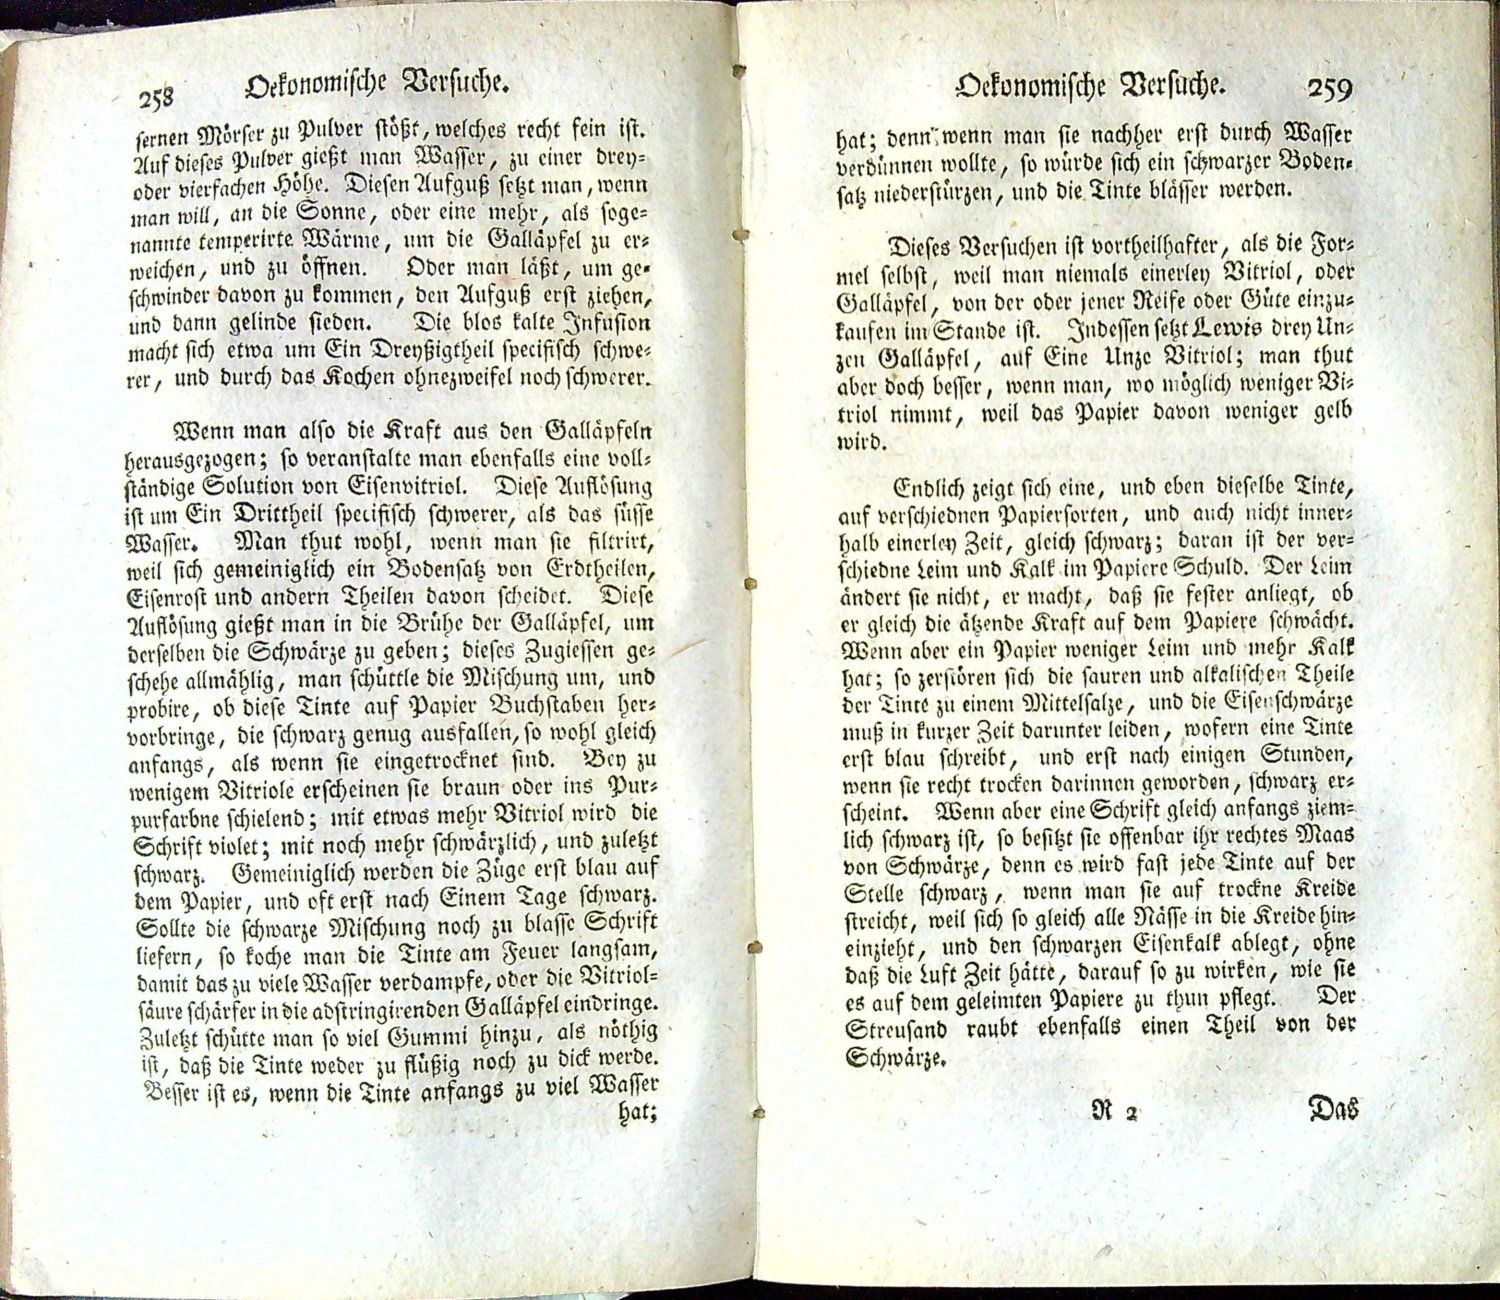 258 Oekonomische Versuche.
sernen Mörser zu Pulver stößt, welches recht fein ist.
Auf dieses Pulver gießt man Wasser, zu einer drey-
oder vierfachen Höhe. Diesen Aufguß setzt man, wenn
man will, an die Sonne, oder eine mehr, als soge-
nannte temperirte Wärme, um die Galläpfel zu er-
weichen, und zu öffnen. Oder man läßt, um ge-
schwinder davon zu kommen, den Aufguß erst ziehen,
und dann gelinde sieden. Die blos kalte Infusion
macht sich etwa um Ein Dreyßigtheil specifisch schwe-
rer, und durch das Kochen ohnezweifel noch schwerer.
Wenn man also die Kraft aus den Galläpfeln
herausgezogen; so veranstalte man ebenfalls eine voll-
ständige Solution von Eisenvitriol. Diese Auflösung
ist um Ein Drittheil specifisch schwerer, als das süsse
Wasser. Man thut wohl, wenn man sie filtrirt,
weil sich gemeiniglich ein Bodensatz von Erdtheilen,
Eisenrost und andern Theilen davon scheidet. Diese
Auflösung gießt man in die Brühe der Galläpfel, um
derselben die Schwärze zu geben; dieses Zugiessen ge-
schehe allmählig, man schüttle die Mischung um, und
probire, ob diese Tinte auf Papier Buchstaben her-
vorbringe, die schwarz genug ausfallen, so wohl gleich
anfangs, als wenn sie eingetrocknet sind. Bey zu
wenigem Vitriole erscheinen sie braun oder ins Pur-
purfarbne schielend; mit etwas mehr Vitriol wird die
Schrift violet; mit noch mehr schwärzlich, und zuletzt
schwarz. Gemeiniglich werden die Züge erst blau auf
dem Papier, und oft erst nach Einem Tage schwarz.
Sollte die schwarze Mischung noch zu blasse Schrift
liefern, so koche man die Tinte am Feuer langsam,
damit das zu viele Wasser verdampfe, oder die Vitriol-
säure schärfer in die adstringirenden Galläpfel eindringe.
Zuletzt schütte man so viel Gummi hinzu, als nöthig
ist, daß die Tinte weder zu flüßig noch zu dick werde.
Besser ist es, wenn die Tinte anfangs zu viel Wasser
hat;
Oekonomische Versuche. 259
hat; denn wenn man sie nachher erst durch Wasser
verdünnen wollte, so würde sich ein schwarzer Boden-
satz niederstürzen, und die Tinte blässer werden.
Dieses Versuchen ist vortheilhafter, als die For-
mel selbst, weil man niemals einerley Vitriol, oder
Galläpfel, von der oder jener Reife oder Güte einzu-
kaufen im Stande ist. Indessen setzt Lewis drey Un-
zen Galläpfel, auf Eine Unze Vitriol; man thut
aber doch besser, wenn man, wo möglich weniger Vi-
triol nimmt, weil das Papier davon weniger gelb
wird.
Endlich zeigt sich eine, und eben dieselbe Tinte,
auf verschiednen Papiersorten, und auch nicht inner-
halb einerley Zeit, gleich schwarz; daran ist der ver-
schiedne Leim und Kalk im Papiere Schuld. Der Leim
ändert sie nicht, er macht, daß sie fester anliegt, ob
er gleich die ätzende Kraft auf dem Papiere schwächt.
Wenn aber ein Papier weniger Leim und mehr Kalk
hat; so zerstören sich die sauren und alkalischen Theile
der Tinte zu einem Mittelsalze, und die Eisenschwärze
muß in kurzer Zeit darunter leiden, wofern eine Tinte
erst blau schreibt, und erst nach einigen Stunden,
wenn sie recht trocken darinnen geworden, schwarz er-
scheint. Wenn aber eine Schrift gleich anfangs ziem-
lich schwarz ist, so besitzt sie offenbar ihr rechtes Maas
von Schwärze, denn es wird fast jede Tinte auf der
Stelle schwarz, wenn man sie auf trockne Kreide
streicht, weil sich so gleich alle Nässe in die Kreide hin-
einzieht, und den schwarzen Eisenkalk ablegt, ohne
daß die Luft Zeit hätte, darauf so zu wirken, wie sie
es auf dem geleimten Papiere zu thun pflegt. Der
Streusand raubt ebenfalls einen Theil von der
Schwärze.
R 2 Das